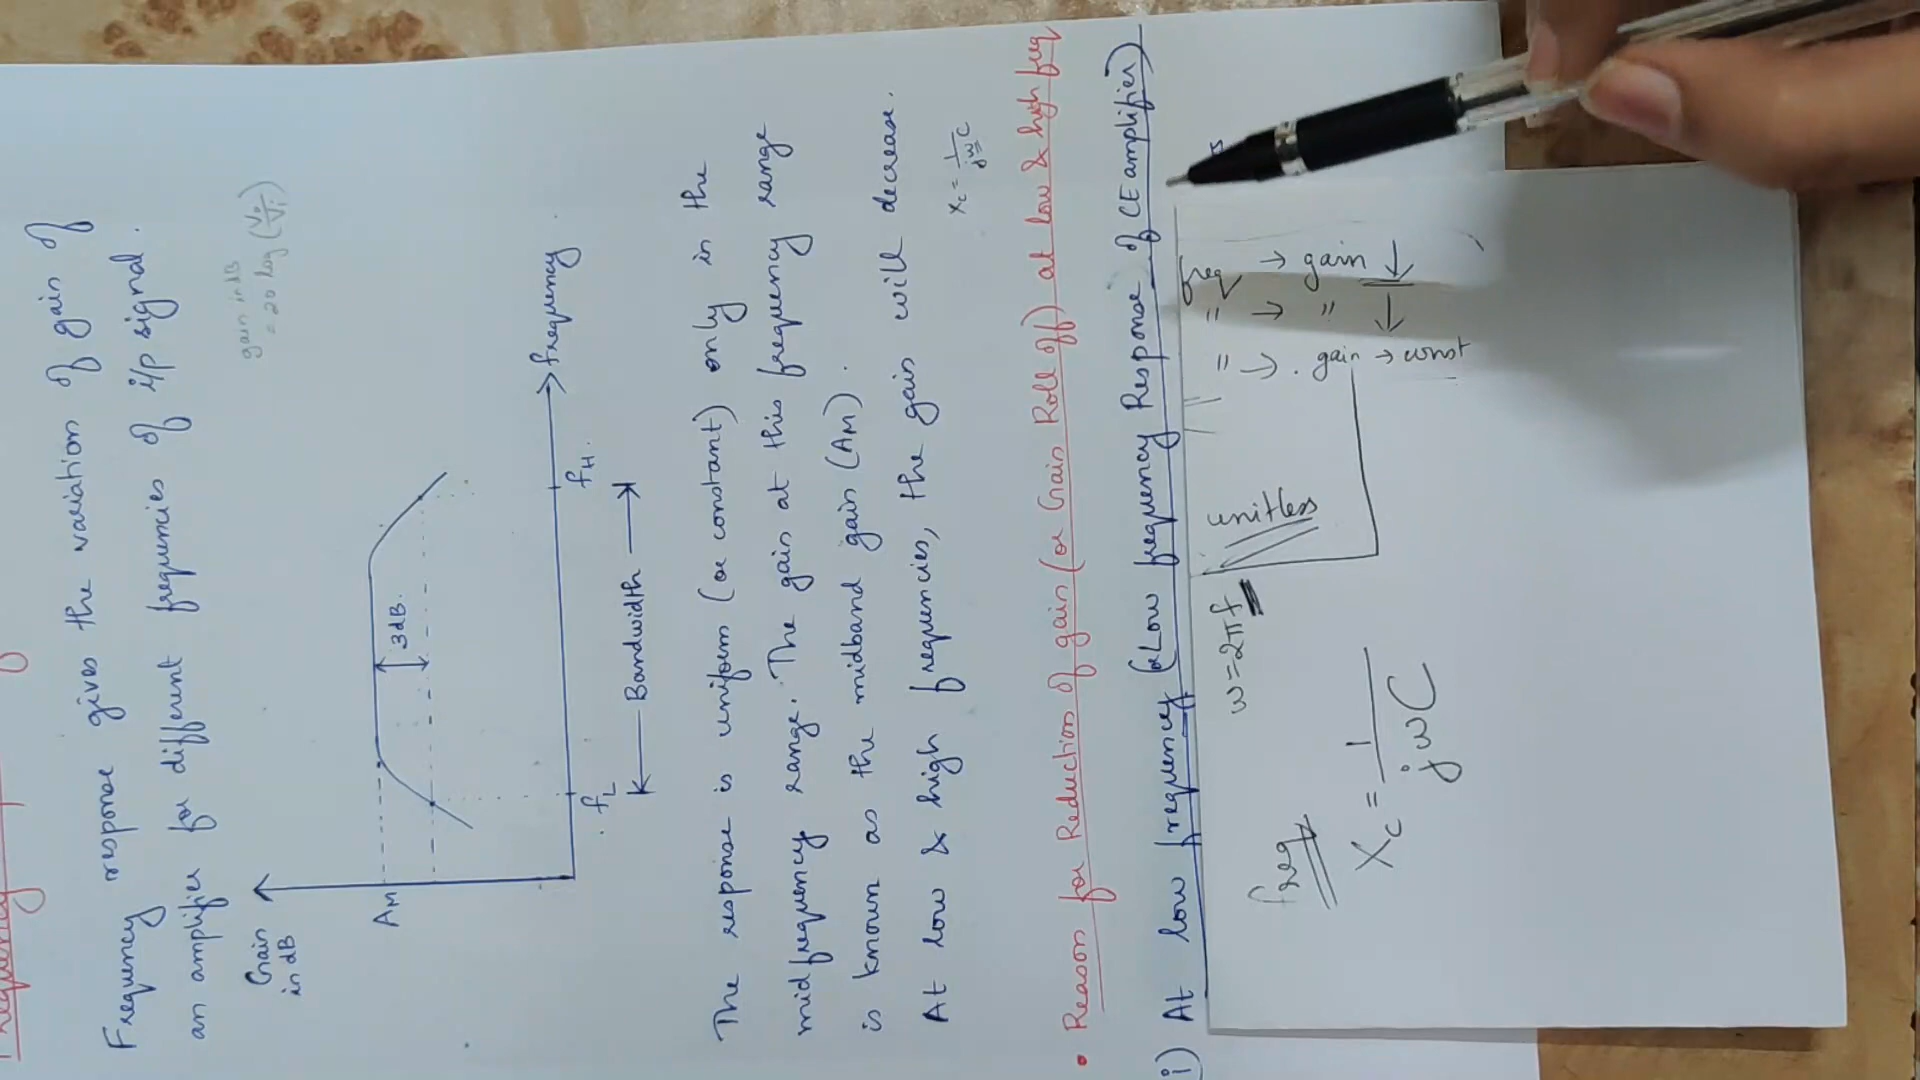 Frequency response gives the variation of gain of
an amplifier for different frequencies of i/p signal.
gain in dB
= 20 log (Vo/Vi)
Gain
in dB
AM
3dB.
fL
fH.
frequency
Bandwidth
The response is uniform (or constant) only in the
midfrequency range. The gain at this frequency range
is known as the midband gain (AM).
At low & high frequencies, the gain will decrease.
Xc = 1/jωC
• Reason for Reduction of gain (or Gain Roll off) at low & high freq
i) At low frequency (Low frequency Response of CE amplifier)
freq → gain ↓
" → " ↓
" → . gain → const
unitless
ω = 2πf
freq
Xc = 1/jωC